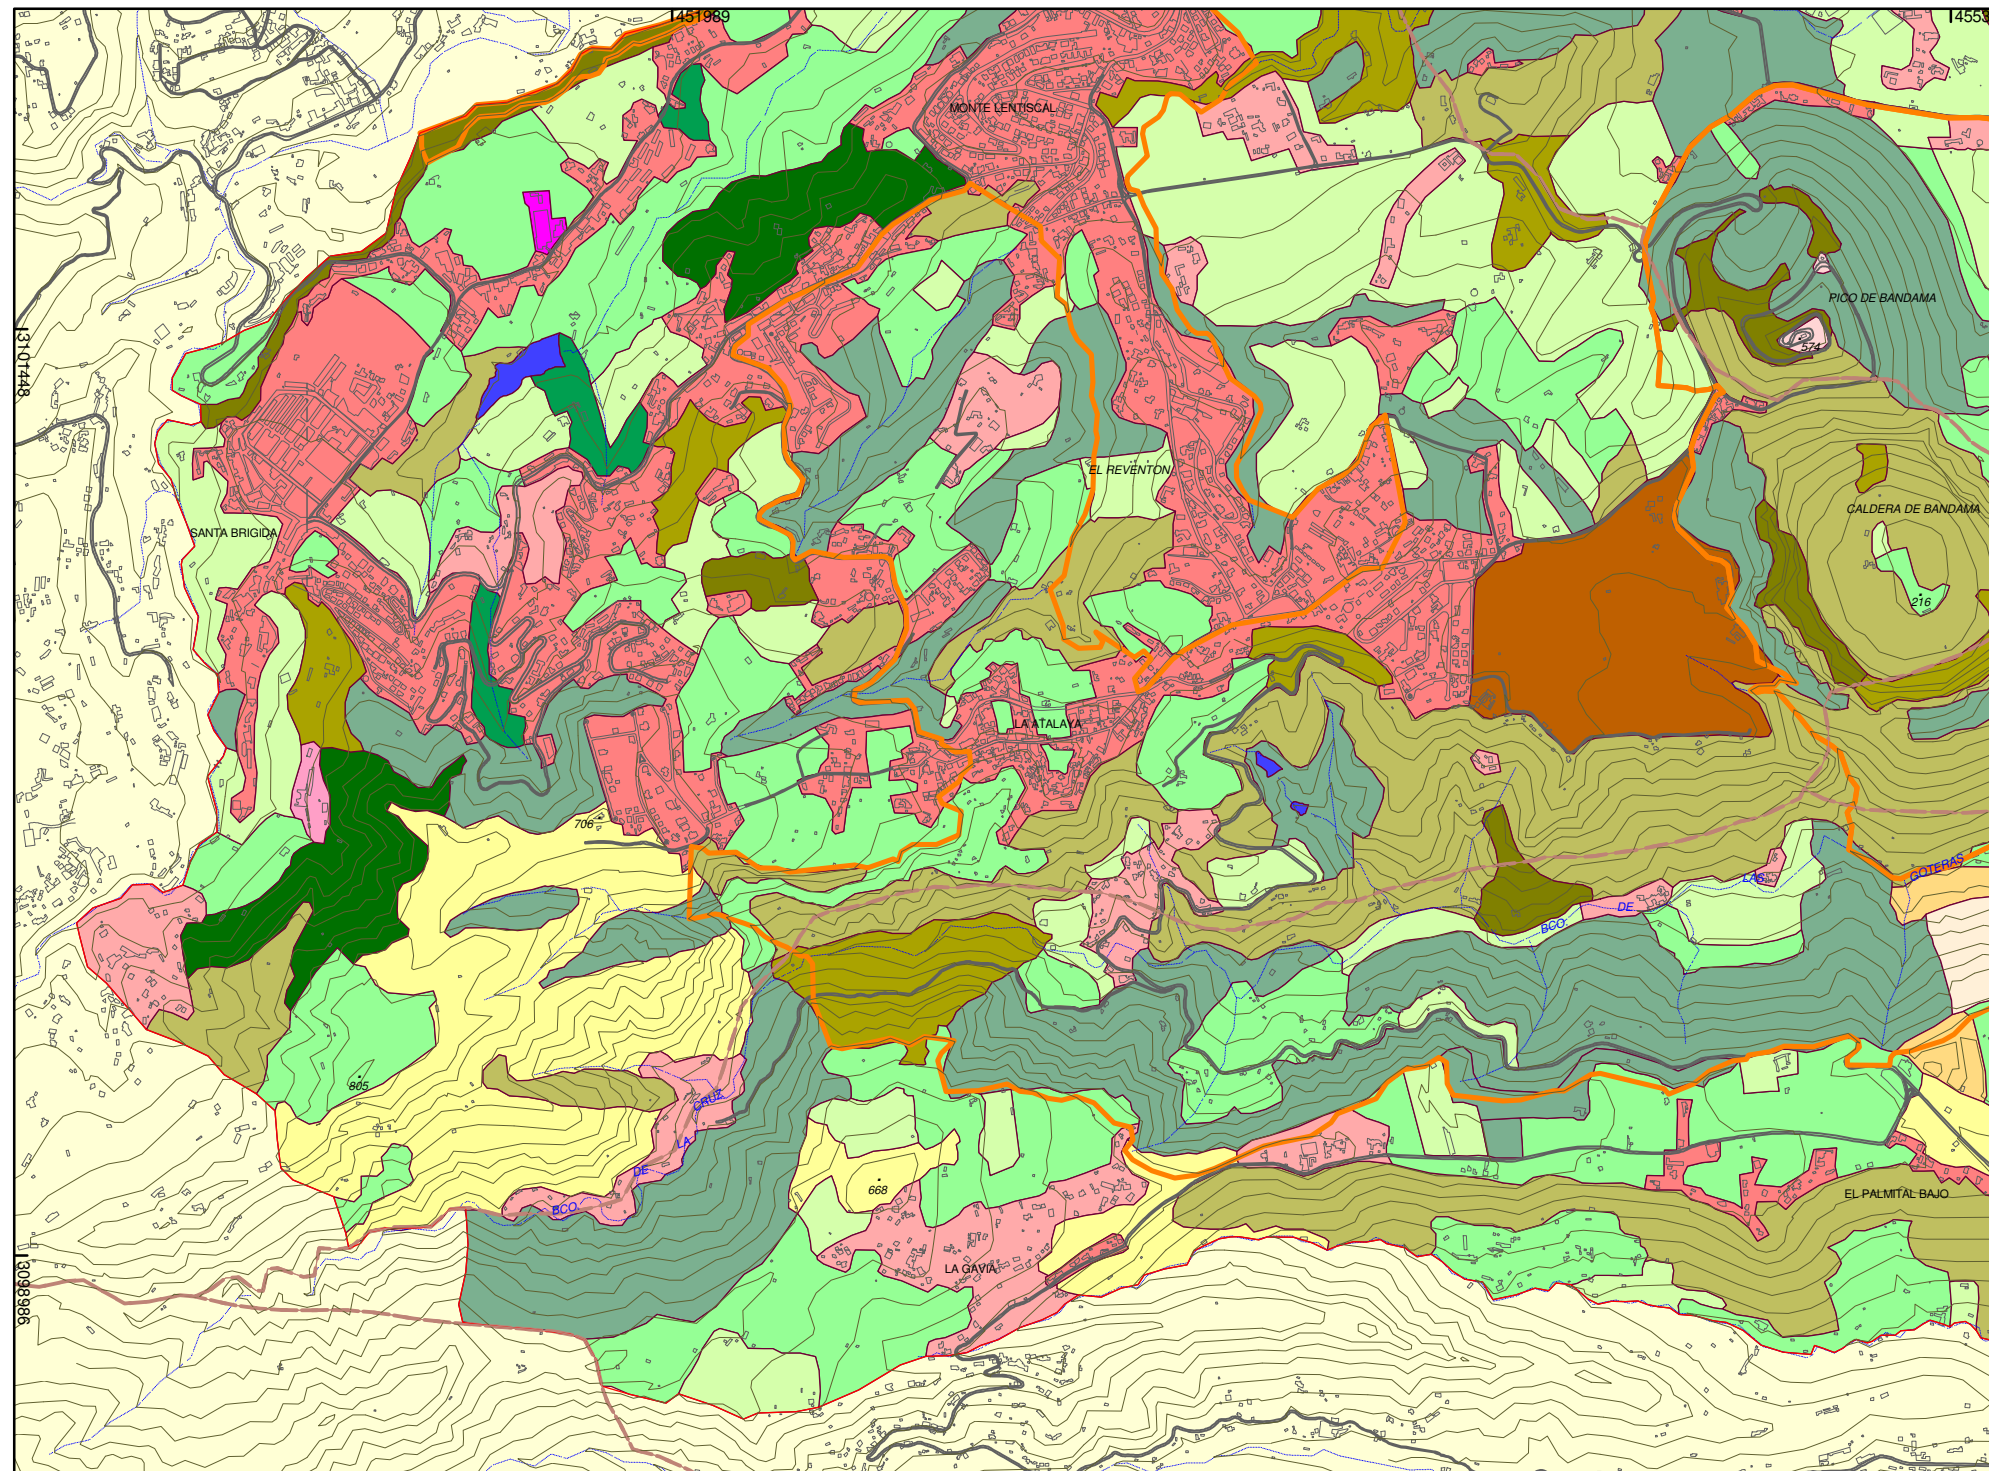 451989
4553
MONTE LENTISCAL
PICO DE BANDAMA
574
3101448
EL REVENTON
CALDERA DE BANDAMA
SANTA BRIGIDA
216
LA ATALAYA
706
GOTERAS
LAS
DE
BCO.
805
CRUZ
LA
DE
BCO.
668
EL PALMITAL BAJO
LA GAVIA
3098986